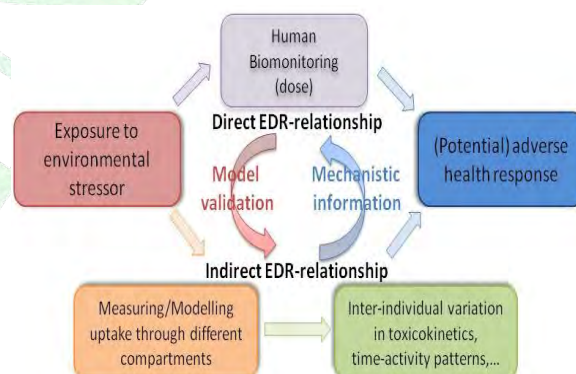 Human
Biomonitoring
(dose)
Direct EDR-relationship
Exposure to
environmental
stressor
(Potential) adverse
health response
Model
validation
Mechanistic
information
Indirect EDR-relationship
Measuring/Modelling
uptake through different
compartments
Inter-individual variation
in toxicokinetics,
time-activity patterns,...